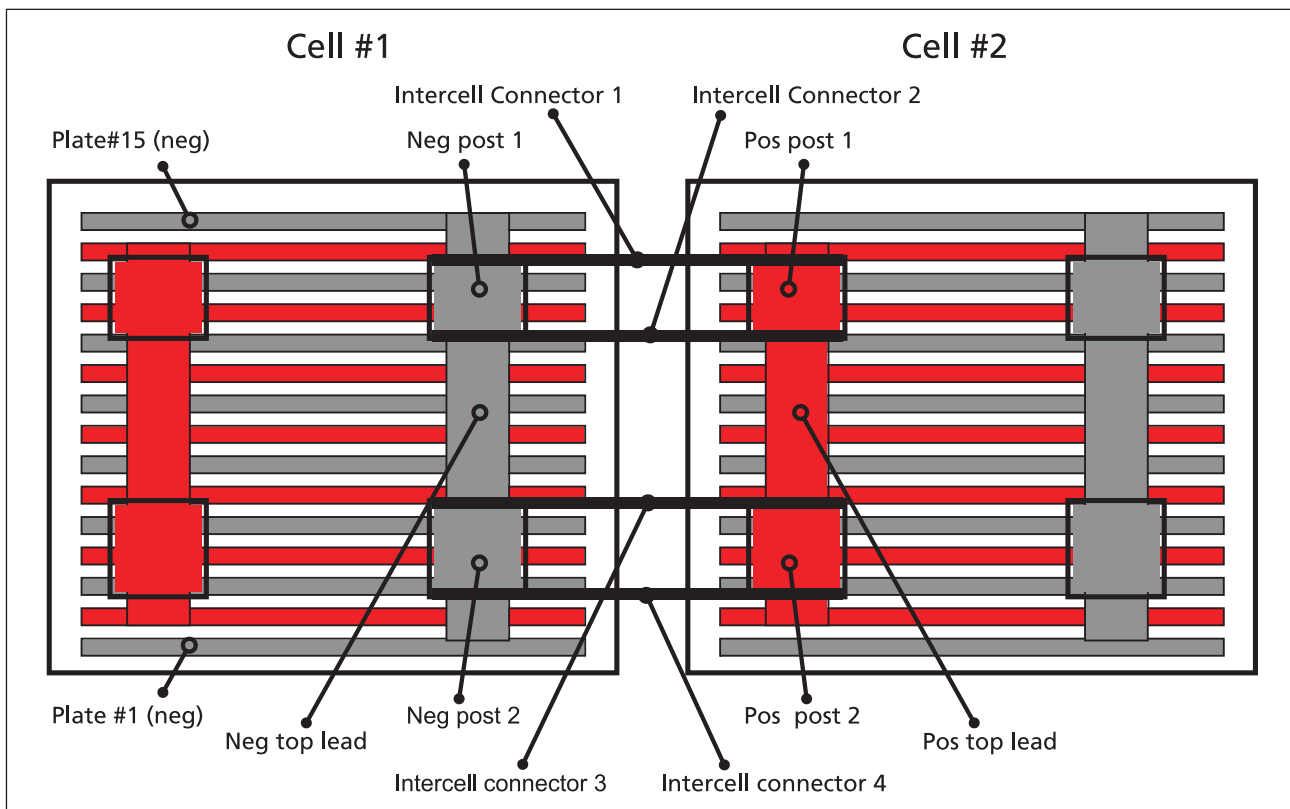 Cell #1
Cell #2
Intercell Connector 1
Intercell Connector 2
Plate#15 (neg)
Neg post 1
Pos post 1
Plate #1 (neg)
Neg post 2
Pos  post 2
Neg top lead
Pos top lead
Intercell connector 3
Intercell connector 4